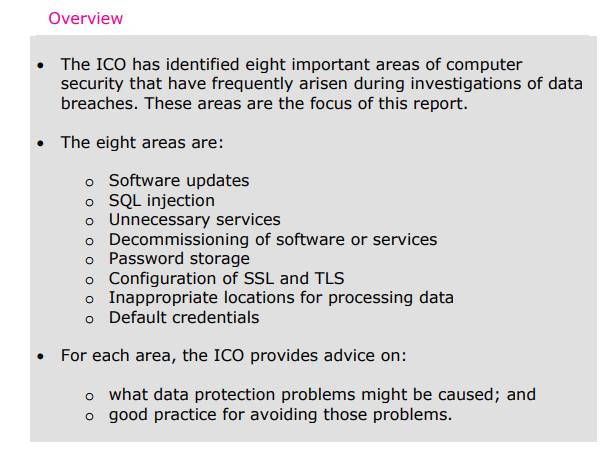 Overview
• The ICO has identified eight important areas of computer
security that have frequently arisen during investigations of data
breaches. These areas are the focus of this report.
• The eight areas are:
o Software updates
o SQL injection
o Unnecessary services
o Decommissioning of software or services
o Password storage
o Configuration of SSL and TLS
o Inappropriate locations for processing data
o Default credentials
• For each area, the ICO provides advice on:
o what data protection problems might be caused; and
o good practice for avoiding those problems.